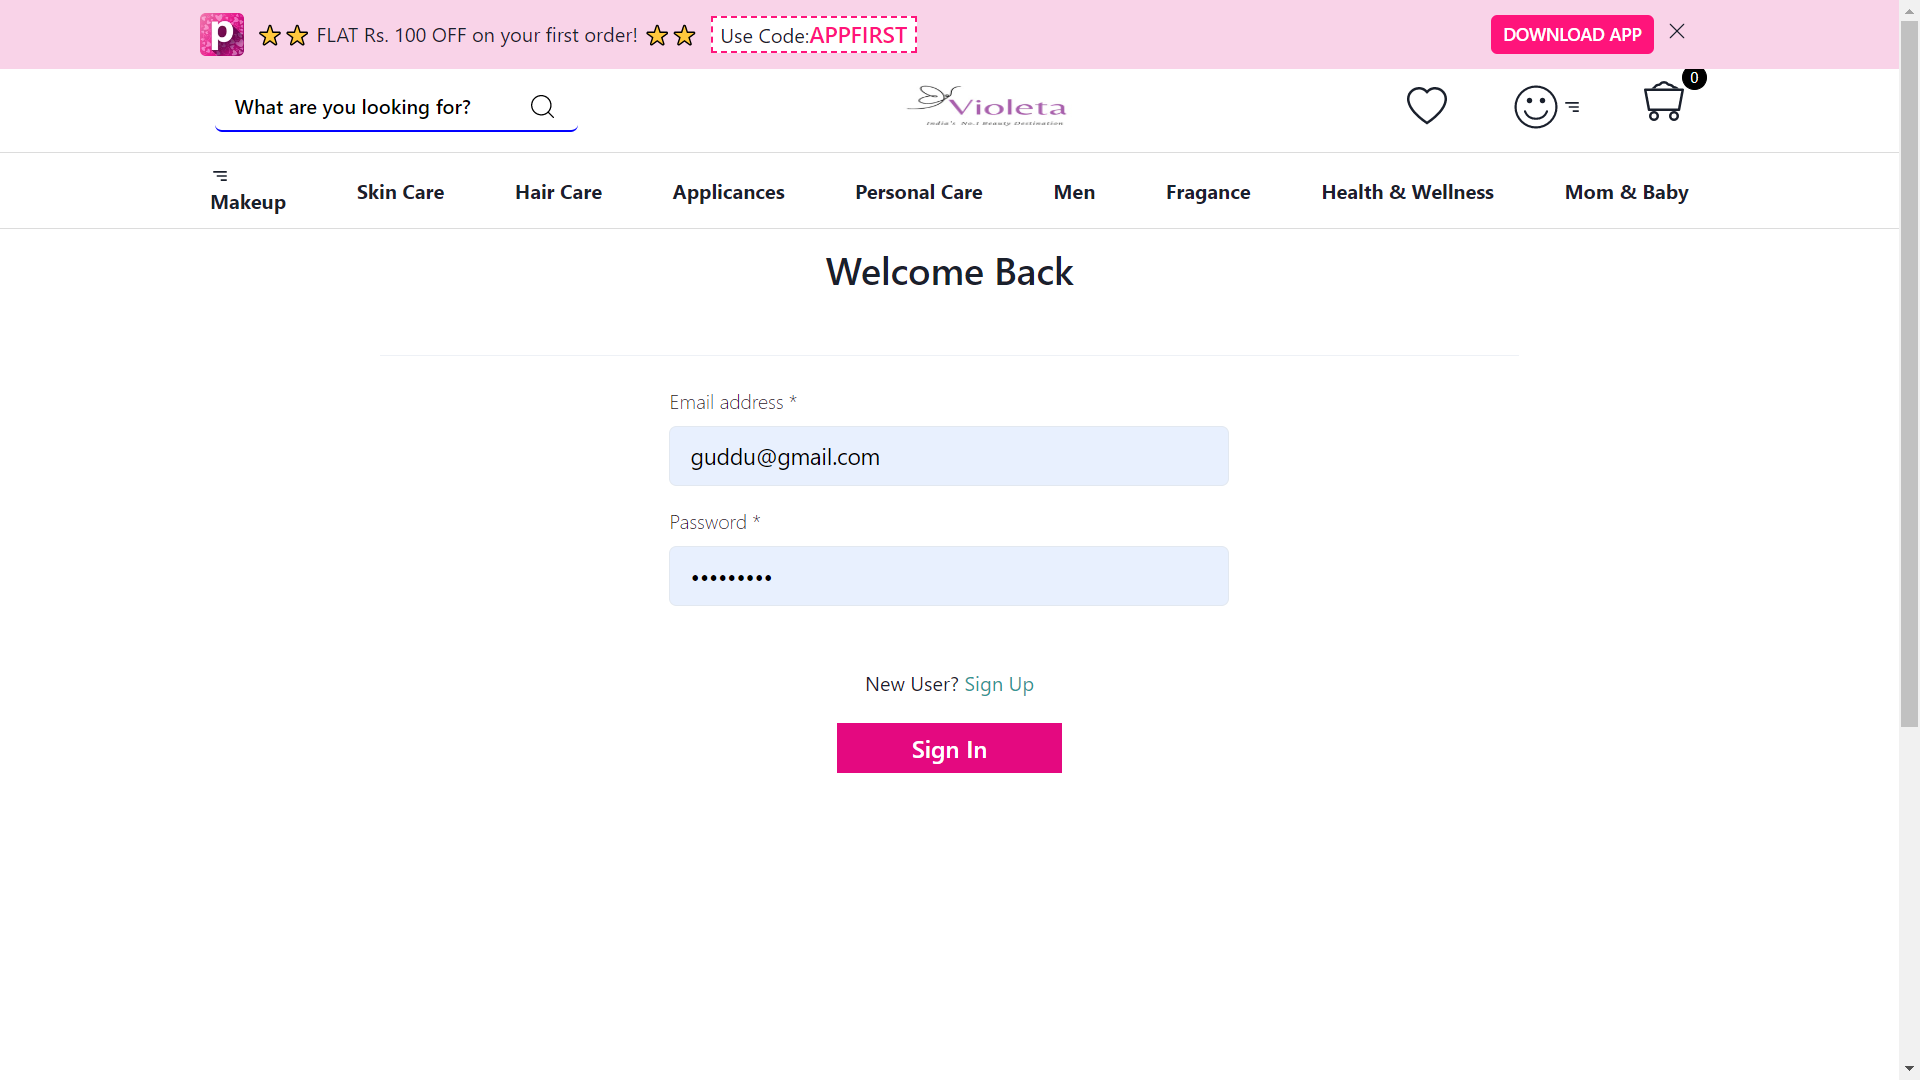 p ⭐⭐ FLAT Rs. 100 OFF on your first order! ⭐⭐ Use Code:APPFIRST DOWNLOAD APP
What are you looking for?
Violeta
India's No.1 Beauty Destination
0
Makeup Skin Care Hair Care Applicances Personal Care Men Fragance Health & Wellness Mom & Baby
Welcome Back
Email address *
guddu@gmail.com
Password *
•••••••••
New User? Sign Up
Sign In